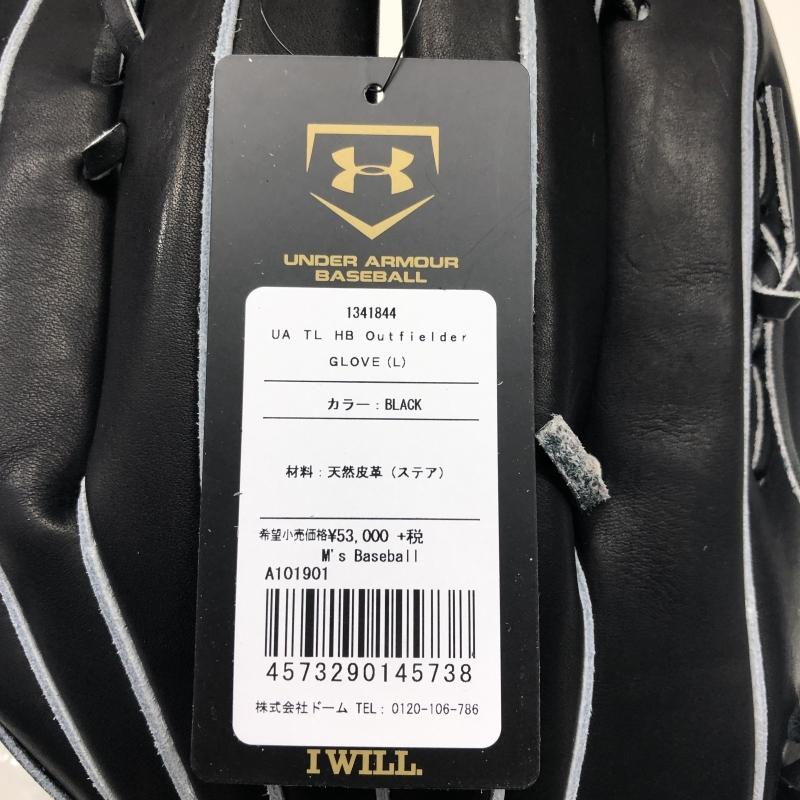 UNDER ARMOUR
BASEBALL
1341844
UA TL HB Outfielder
GLOVE(L)
カラー：BLACK
材料：天然皮革（ステア）
希望小売価格¥53,000 +税
M's Baseball
A101901
4573290145738
株式会社ドーム TEL: 0120-106-786
I WILL.